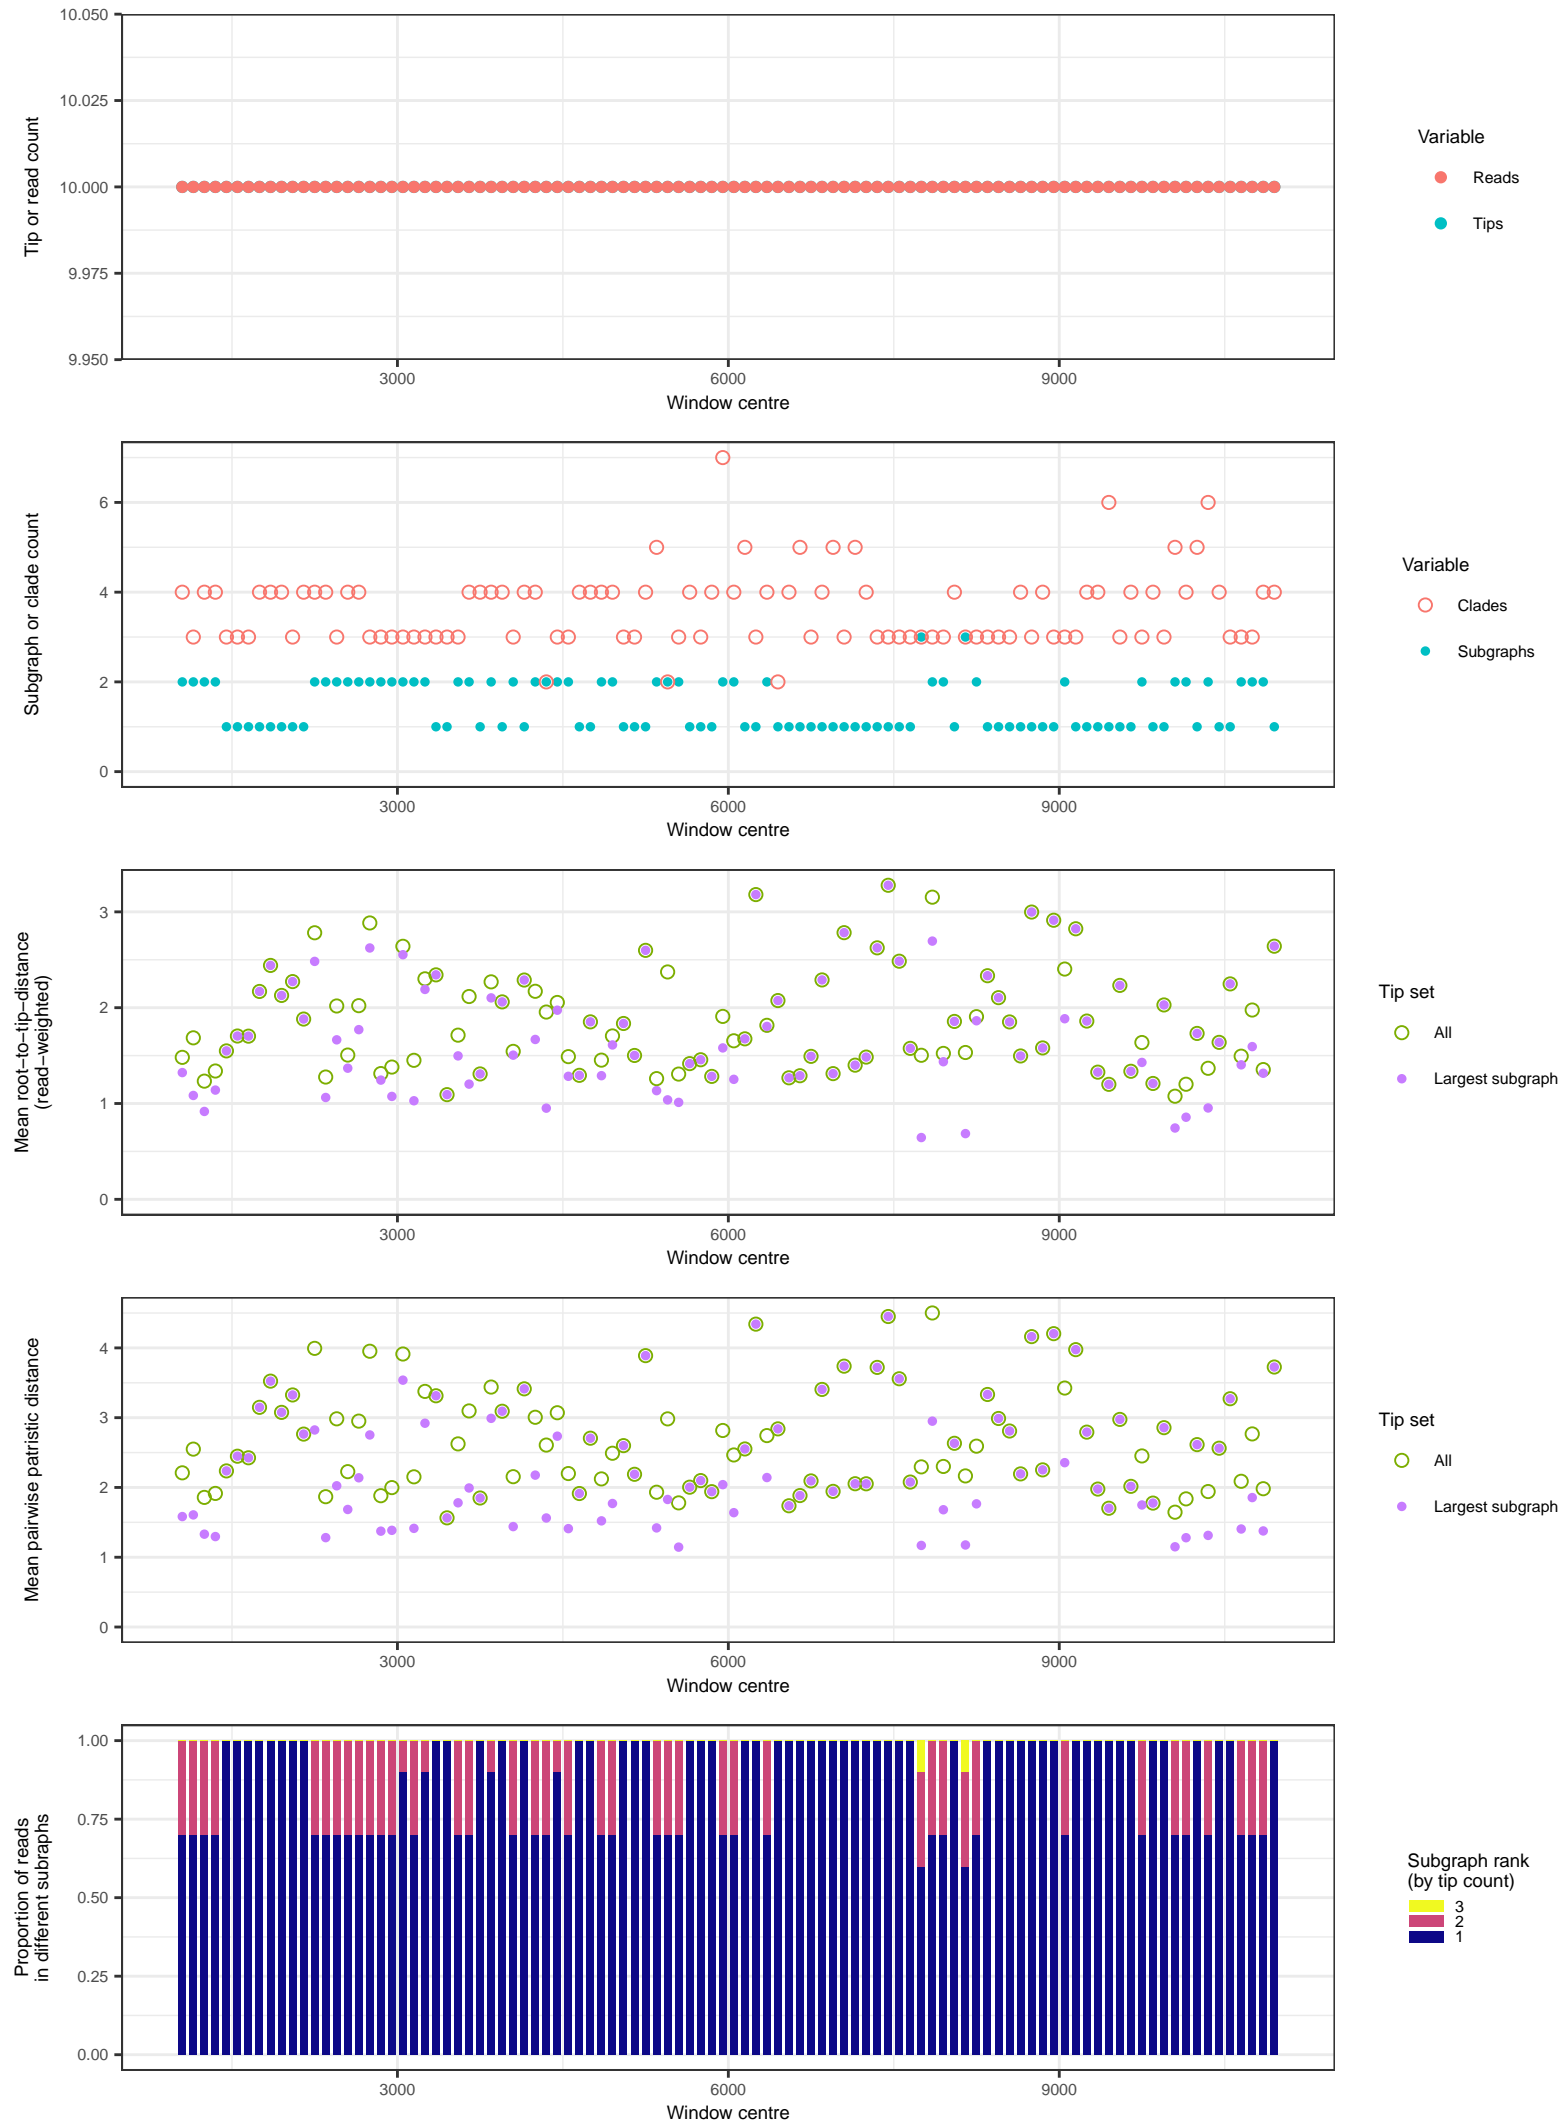 10.050
10.025
10.000
9.975
9.950
Tip or read count
3000 6000 9000
Window centre
Variable
Reads
Tips
6
4
2
0
Subgraph or clade count
3000 6000 9000
Window centre
Variable
Clades
Subgraphs
3
2
1
0
Mean root−to−tip−distance
(read−weighted)
3000 6000 9000
Window centre
Tip set
All
Largest subgraph
4
3
2
1
0
Mean pairwise patristic distance
3000 6000 9000
Window centre
Tip set
All
Largest subgraph
1.00
0.75
0.50
0.25
0.00
Proportion of reads
in different subraphs
3000 6000 9000
Window centre
Subgraph rank
(by tip count)
3
2
1